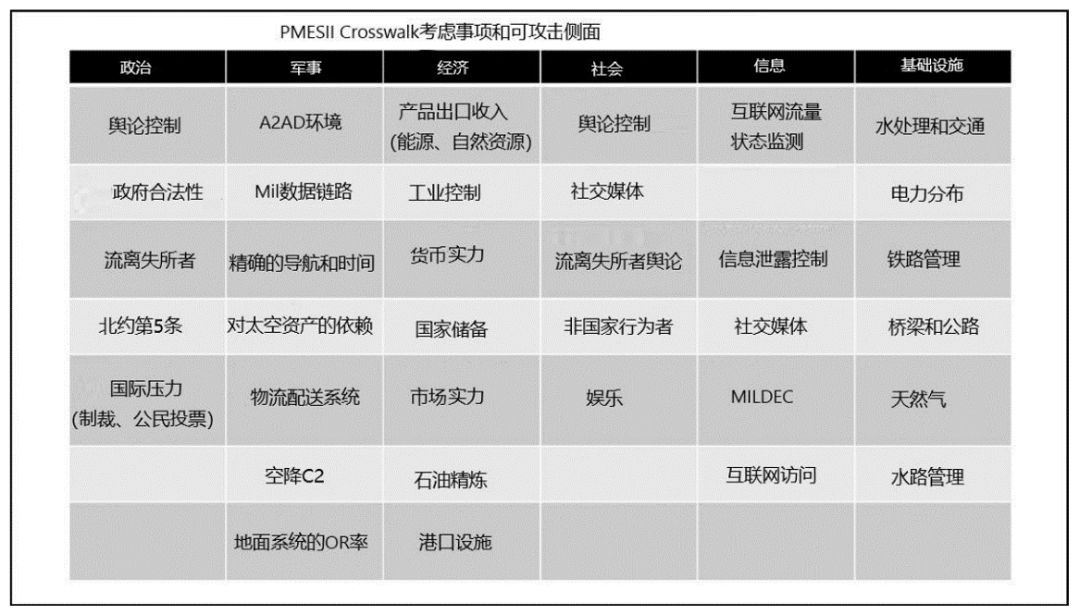 PMESII Crosswalk考虑事项和可攻击侧面
政治 军事 经济 社会 信息 基础设施
舆论控制 A2AD环境 产品出口收入 舆论控制 互联网流量 水处理和交通
(能源、自然资源) 状态监测
政府合法性 Mil数据链路 工业控制 社交媒体 电力分布
流离失所者 精确的导航和时间 货币实力 流离失所者舆论 信息泄露控制 铁路管理
北约第5条 对太空资产的依赖 国家储备 非国家行为者 社交媒体 桥梁和公路
国际压力 物流配送系统 市场实力 娱乐 MILDEC 天然气
(制裁、公民投票)
空降C2 石油精炼 互联网访问 水路管理
地面系统的OR率 港口设施